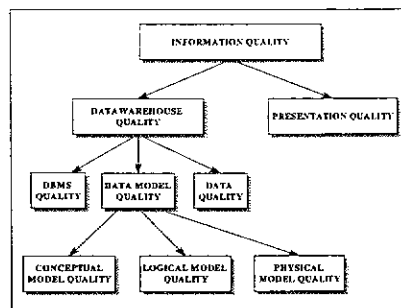 INFORMATION QUALITY
DATAWAREHOUSE
QUALITY
PRESENTATION QUALITY
DBMS
QUALITY
DATA MODEL
QUALITY
DATA
QUALITY
CONCEPTUAL
MODEL QUALITY
LOGICAL MODEL
QUALITY
PHYSICAL
MODEL QUALITY